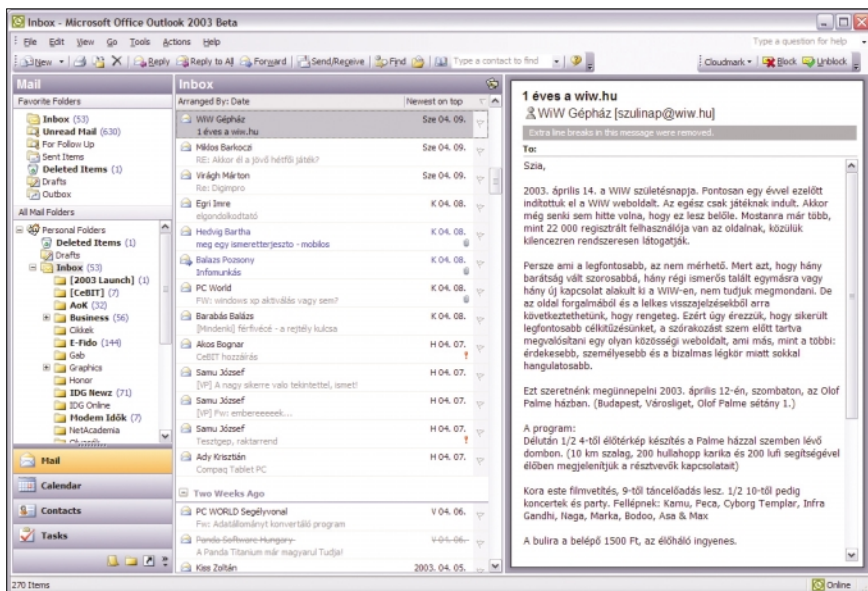 Inbox - Microsoft Office Outlook 2003 Beta
File Edit View Go Tools Actions Help
Type a question for help
New Reply Reply to All Forward Send/Receive Find Type a contact to find
Cloudmark Block Unblock
Mail
Favorite Folders
Inbox (53)
Unread Mail (630)
For Follow Up
Sent Items
Deleted Items (1)
Drafts
Outbox
All Mail Folders
Personal Folders
Deleted Items (1)
Drafts
Inbox (53)
[2003 Launch] (1)
[CeBIT] (7)
AoK (32)
Business (56)
Cikkek
E-Fido (144)
Gab
Graphics
Honor
IDG Newz (71)
IDG Online
Modem Idők (7)
NetAcademia
Mail
Calendar
Contacts
Tasks
Inbox
Arranged By: Date Newest on top
WiW Gépház Sze 04. 09.
1 éves a wiw.hu
Miklos Barkoczi Sze 04. 09.
RE: Akkor él a jövő hétfői játék?
Virágh Márton Sze 04. 09.
Re: Digimpro
Egri Imre K 04. 08.
elgondolkodtató
Hedvig Bartha K 04. 08.
meg egy ismeretterjeszto - mobilos
Balazs Pozsony K 04. 08.
Infomunkás
PC World K 04. 08.
FW: windows xp aktiválás vagy sem?
Barabás Balázs K 04. 08.
[Mindenki] férfivécé - a rejtély kulcsa
Akos Bognar H 04. 07.
CeBIT hozzáírás
Samu József H 04. 07.
[VP] A nagy sikerre valo tekintettel, ismet!
Samu József H 04. 07.
[VP] Fw: embereeeeek...
Samu József H 04. 07.
Tesztgep, raktarrend
Ady Krisztián H 04. 07.
Compaq Tablet PC
Two Weeks Ago
PC WORLD Segélyvonal V 04. 06.
Fw: Adatállományt konvertáló program
Panda Software Hungary V 04. 06.
A Panda Titanium már magyarul Tudja!
Kiss Zoltán 2003. 04. 05.
1 éves a wiw.hu
WiW Gépház [szulinap@wiw.hu]
Extra line breaks in this message were removed.
To:
Szia,
2003. április 14. a WiW születésnapja. Pontosan egy évvel ezelőtt
indítottuk el a WiW weboldalt. Az egész csak játéknak indult. Akkor
még senki sem hitte volna, hogy ez lesz belőle. Mostanra már több,
mint 22 000 regisztrált felhasználója van az oldalnak, közülük
kilencezren rendszeresen látogatják.
Persze ami a legfontosabb, az nem mérhető. Mert azt, hogy hány
barátság vált szorosabbá, hány régi ismerős talált egymásra vagy
hány új kapcsolat alakult ki a WiW-en, nem tudjuk megmondani. De
az oldal forgalmából és a lelkes visszajelzésekből arra
következtethetünk, hogy rengeteg. Ezért úgy érezzük, hogy sikerült
legfontosabb célkitűzésünket, a szórakozást szem előtt tartva
megvalósítani egy olyan közösségi weboldalt, ami más, mint a többi:
érdekesebb, személyesebb és a bizalmas légkör miatt sokkal
hangulatosabb.
Ezt szeretnénk megünnepelni 2003. április 12-én, szombaton, az Olof
Palme házban. (Budapest, Városliget, Olof Palme sétány 1.)
A program:
Délután 1/2 4-től élőtérkép készítés a Palme házzal szemben lévő
dombon. (10 km szalag, 200 hullahopp karika és 200 lufi segítségével
élőben megjelenítjük a résztvevők kapcsolatait)
Kora este filmvetítés, 9-től táncelőadás lesz. 1/2 10-től pedig
koncertek és party. Fellépnek: Kamu, Peca, Cyborg Templar, Infra
Gandhi, Naga, Marka, Bodoo, Asa & Max
A bulira a belépő 1500 Ft, az élőháló ingyenes.
270 Items
Online